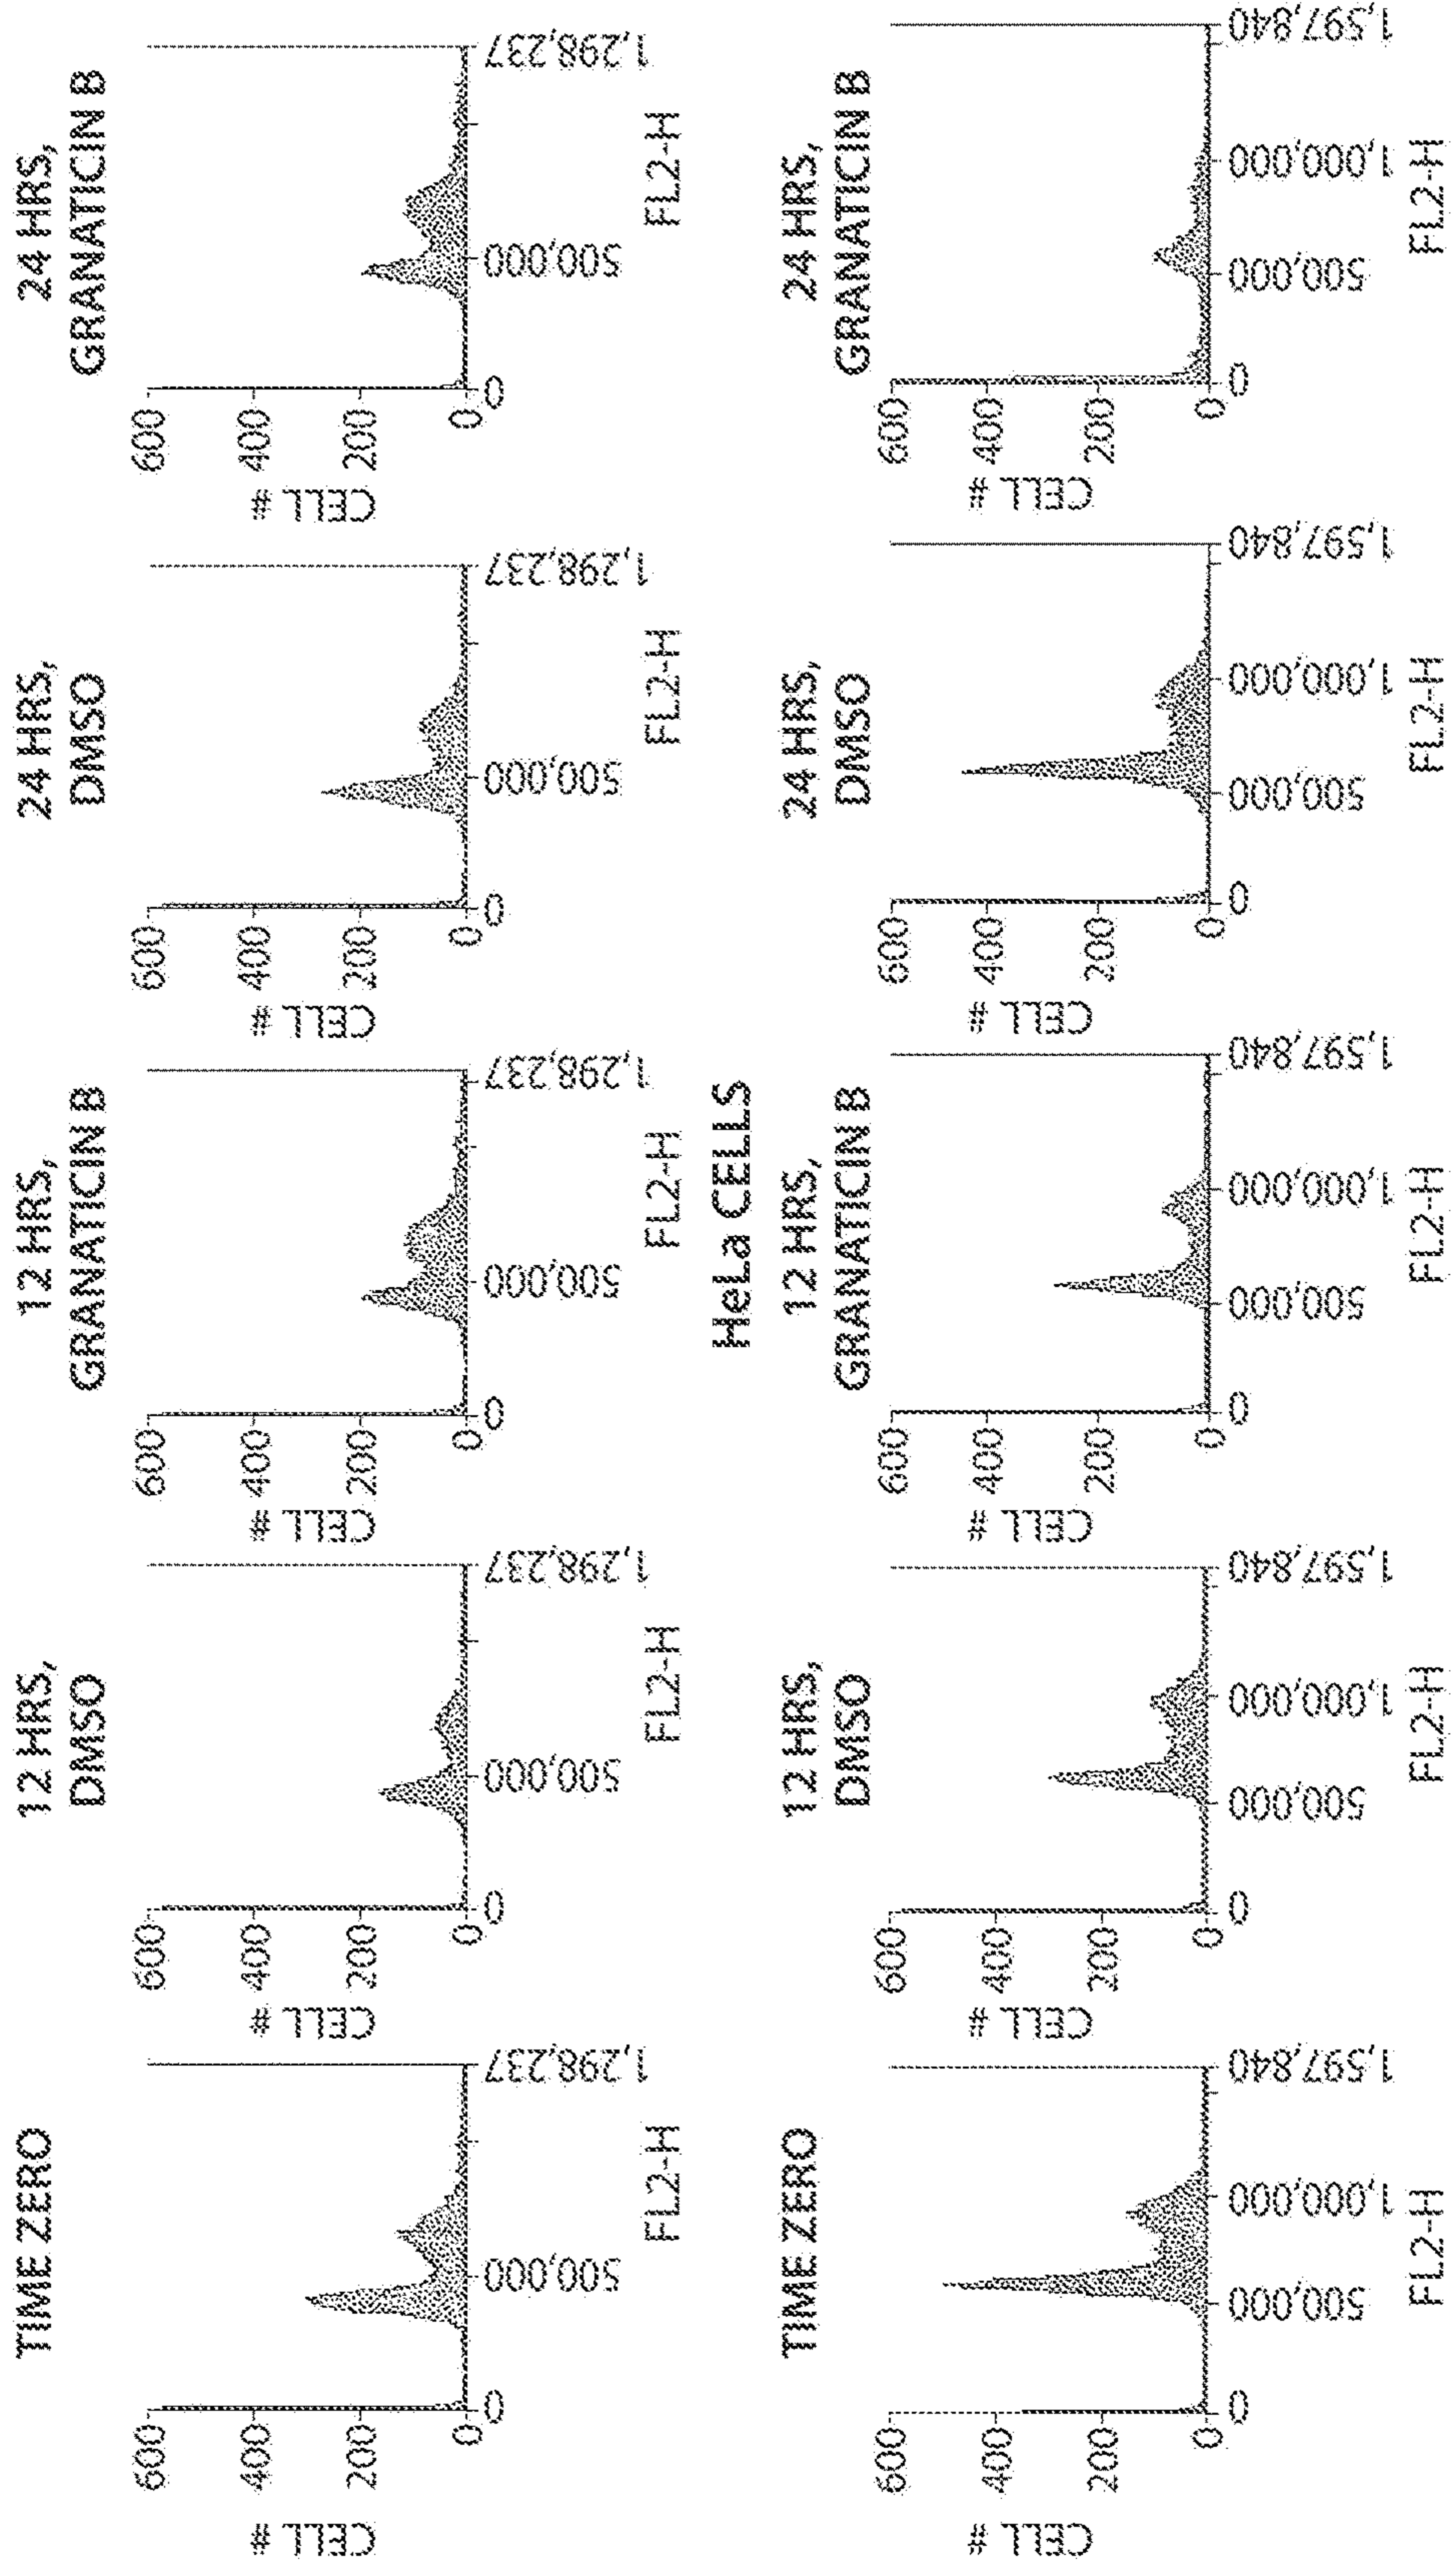 TIME ZERO
12 HRS,
DMSO
12 HRS,
GRANATICIN B
24 HRS,
DMSO
24 HRS,
GRANATICIN B
CELL #
600
400
200
0
0
500,000
1,298,237
FL2-H
CELL #
600
400
200
0
0
500,000
1,298,237
FL2-H
CELL #
600
400
200
0
0
500,000
1,298,237
FL2-H
CELL #
600
400
200
0
0
500,000
1,298,237
FL2-H
CELL #
600
400
200
0
0
500,000
1,298,237
FL2-H
HeLa CELLS
TIME ZERO
12 HRS,
DMSO
12 HRS,
GRANATICIN B
24 HRS,
DMSO
24 HRS,
GRANATICIN B
CELL #
600
400
200
0
0
500,000
1,000,000
1,597,840
FL2-H
CELL #
600
400
200
0
0
500,000
1,000,000
1,597,840
FL2-H
CELL #
600
400
200
0
0
500,000
1,000,000
1,597,840
FL2-H
CELL #
600
400
200
0
0
500,000
1,000,000
1,597,840
FL2-H
CELL #
600
400
200
0
0
500,000
1,000,000
1,597,840
FL2-H